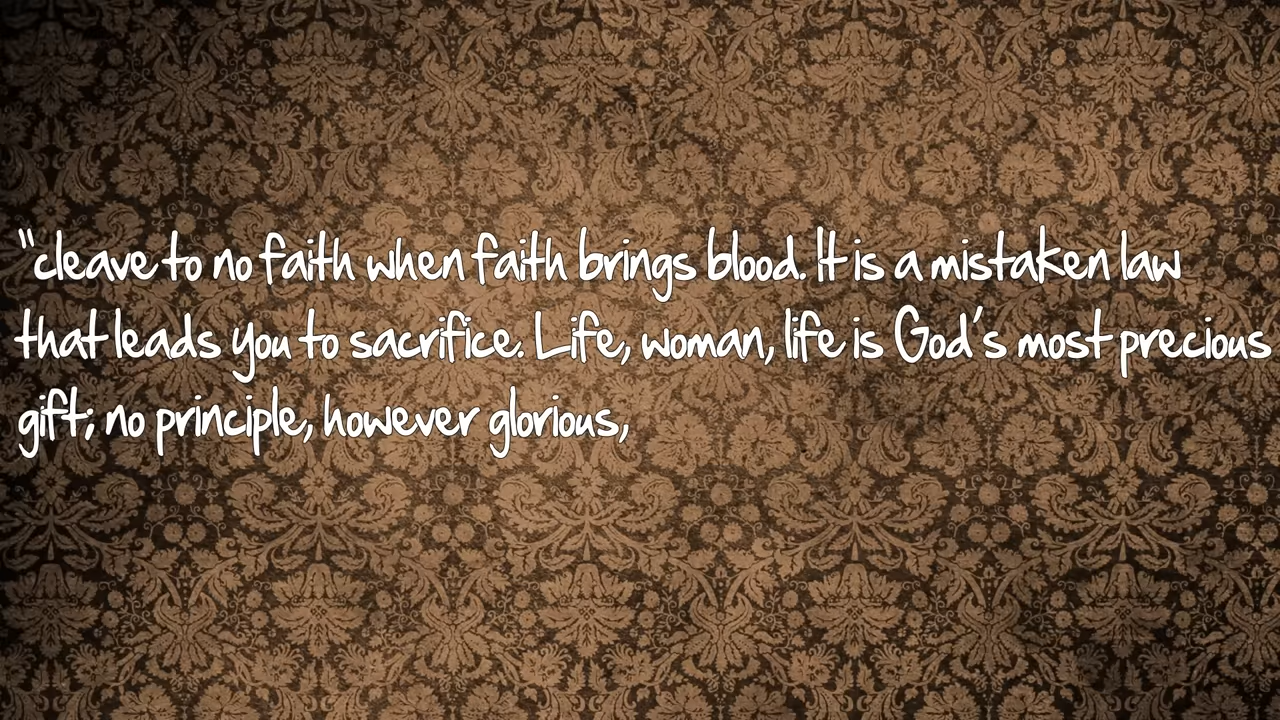 "cleave to no faith when faith brings blood. It is a mistaken law
that leads you to sacrifice. Life, woman, life is God's most precious
gift; no principle, however glorious,